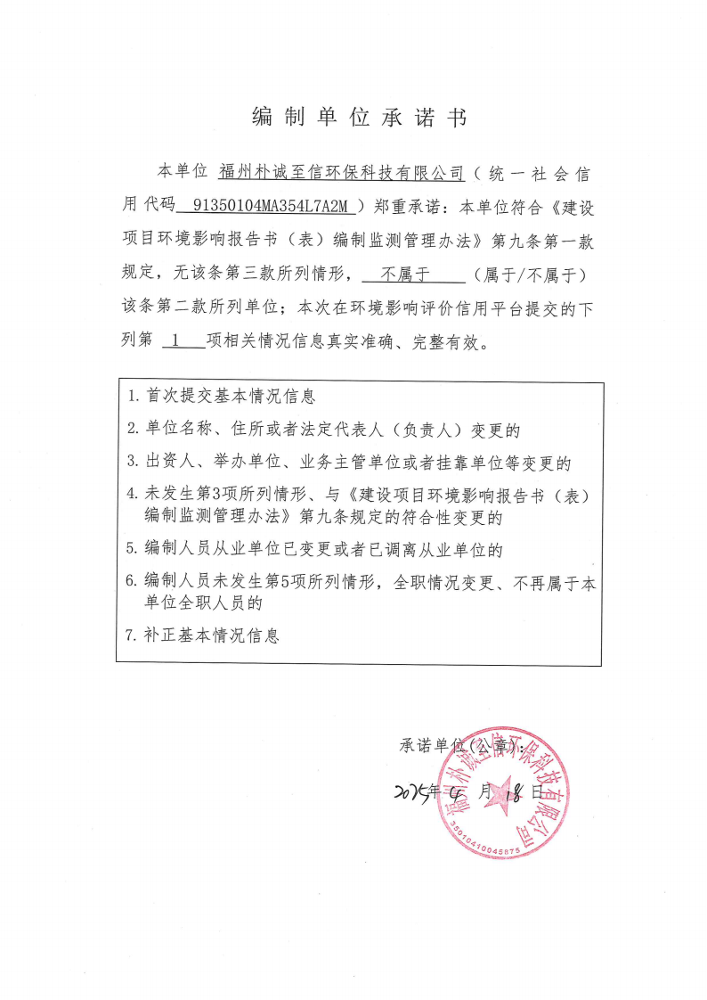 编制单位承诺书
本单位 福州朴诚至信环保科技有限公司（统一社会信
用代码 91350104MA354L7A2M ）郑重承诺：本单位符合《建设
项目环境影响报告书（表）编制监测管理办法》第九条第一款
规定，无该条第三款所列情形， 不属于 （属于/不属于）
该条第二款所列单位；本次在环境影响评价信用平台提交的下
列第 1 项相关情况信息真实准确、完整有效。
1. 首次提交基本情况信息
2. 单位名称、住所或者法定代表人（负责人）变更的
3. 出资人、举办单位、业务主管单位或者挂靠单位等变更的
4. 未发生第3项所列情形、与《建设项目环境影响报告书（表）
编制监测管理办法》第九条规定的符合性变更的
5. 编制人员从业单位已变更或者已调离从业单位的
6. 编制人员未发生第5项所列情形，全职情况变更、不再属于本
单位全职人员的
7. 补正基本情况信息
承诺单位(公章)：
2025年 4 月 18 日
福州朴诚至信环保科技有限公司
35010410045875